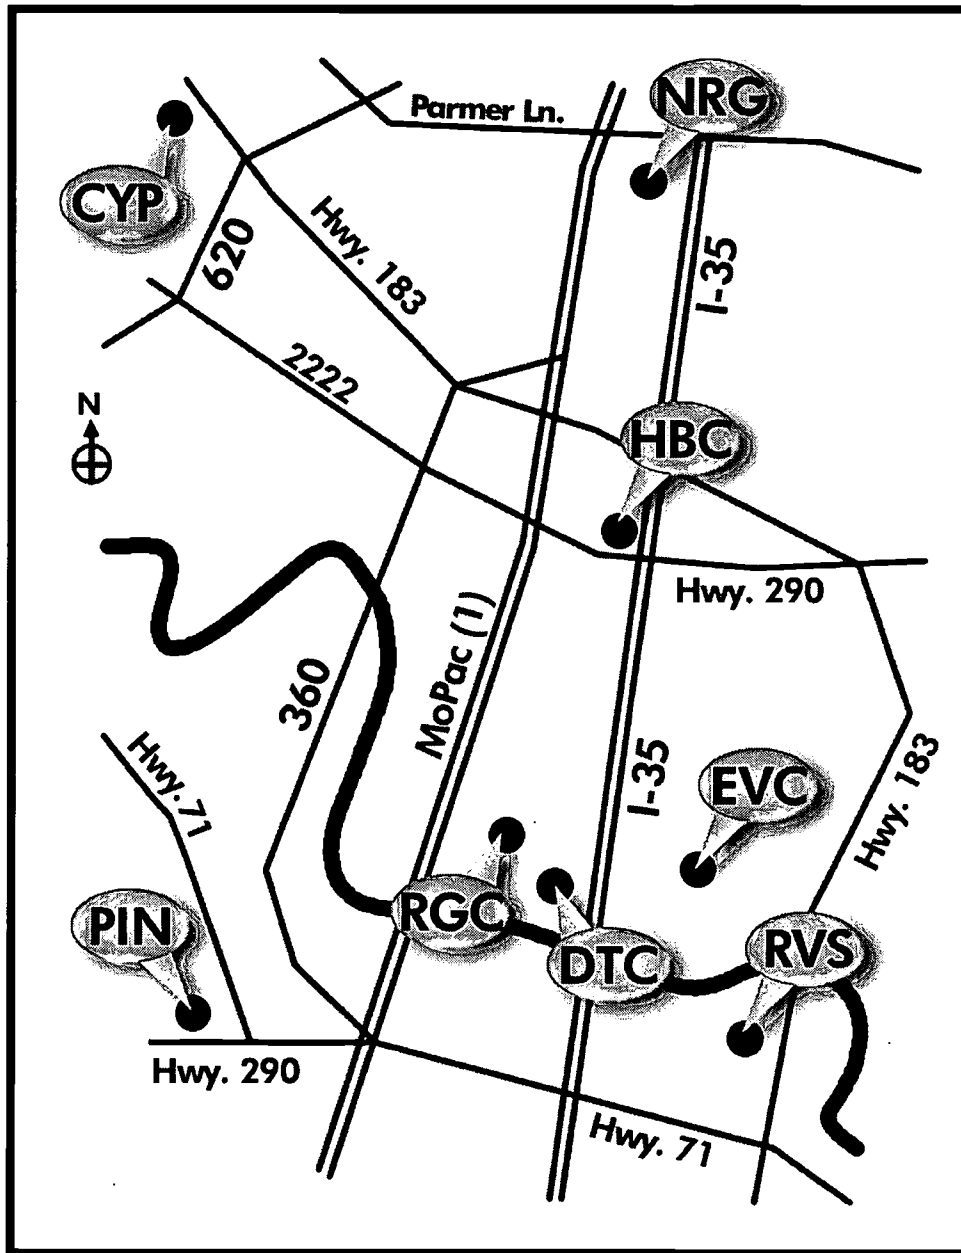 NRG
Parmer Ln.
CYP
Hwy. 183
620
I-35
2222
N
HBC
Hwy. 290
MoPac (1)
360
Hwy. 71
I-35
EVC
Hwy. 183
RGC
PIN
DTC
RVS
Hwy. 290
Hwy. 71